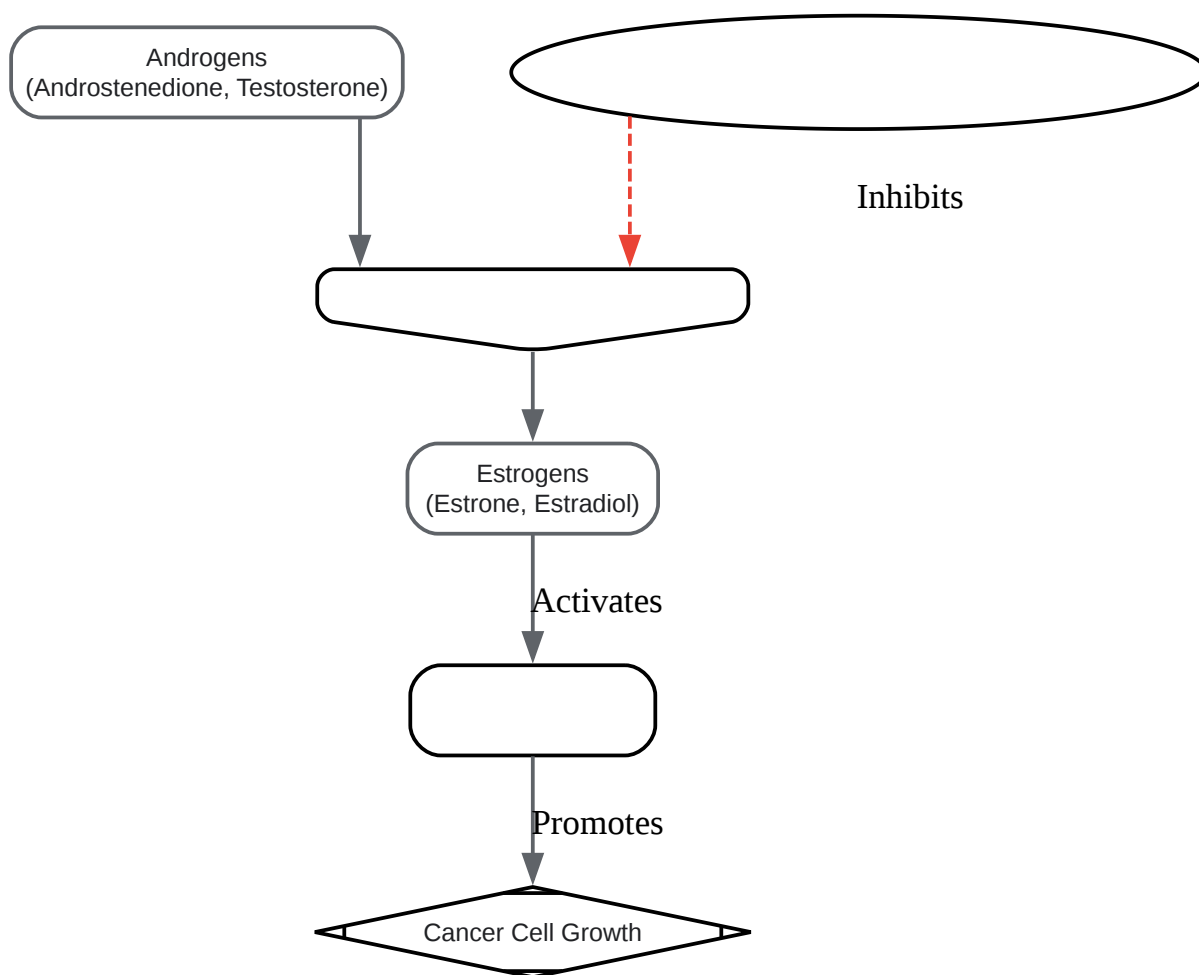 Androgens
(Androstenedione, Testosterone)
Inhibits
Estrogens
(Estrone, Estradiol)
Activates
Promotes
Cancer Cell Growth